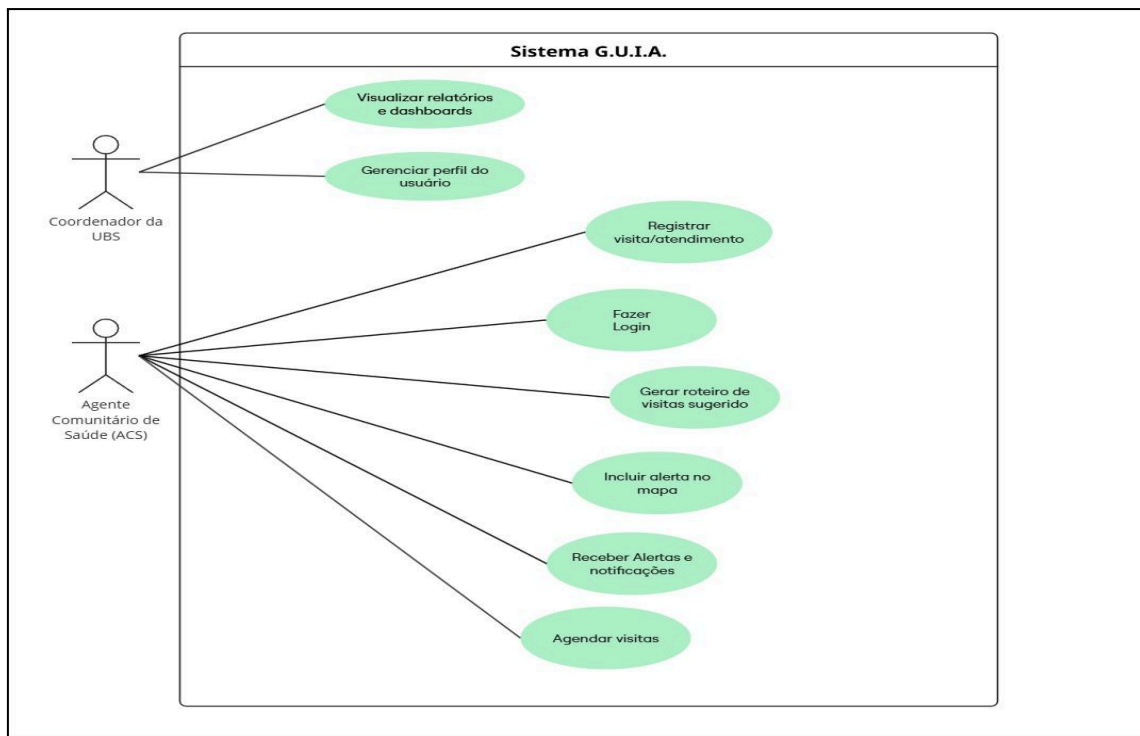 Sistema G.U.I.A.
Visualizar relatórios
e dashboards
Gerenciar perfil do
usuário
Coordenador da
UBS
Registrar
visita/atendimento
Fazer
Login
Agente
Comunitário de
Saúde (ACS)
Gerar roteiro de
visitas sugerido
Incluir alerta no
mapa
Receber Alertas e
notificações
Agendar visitas